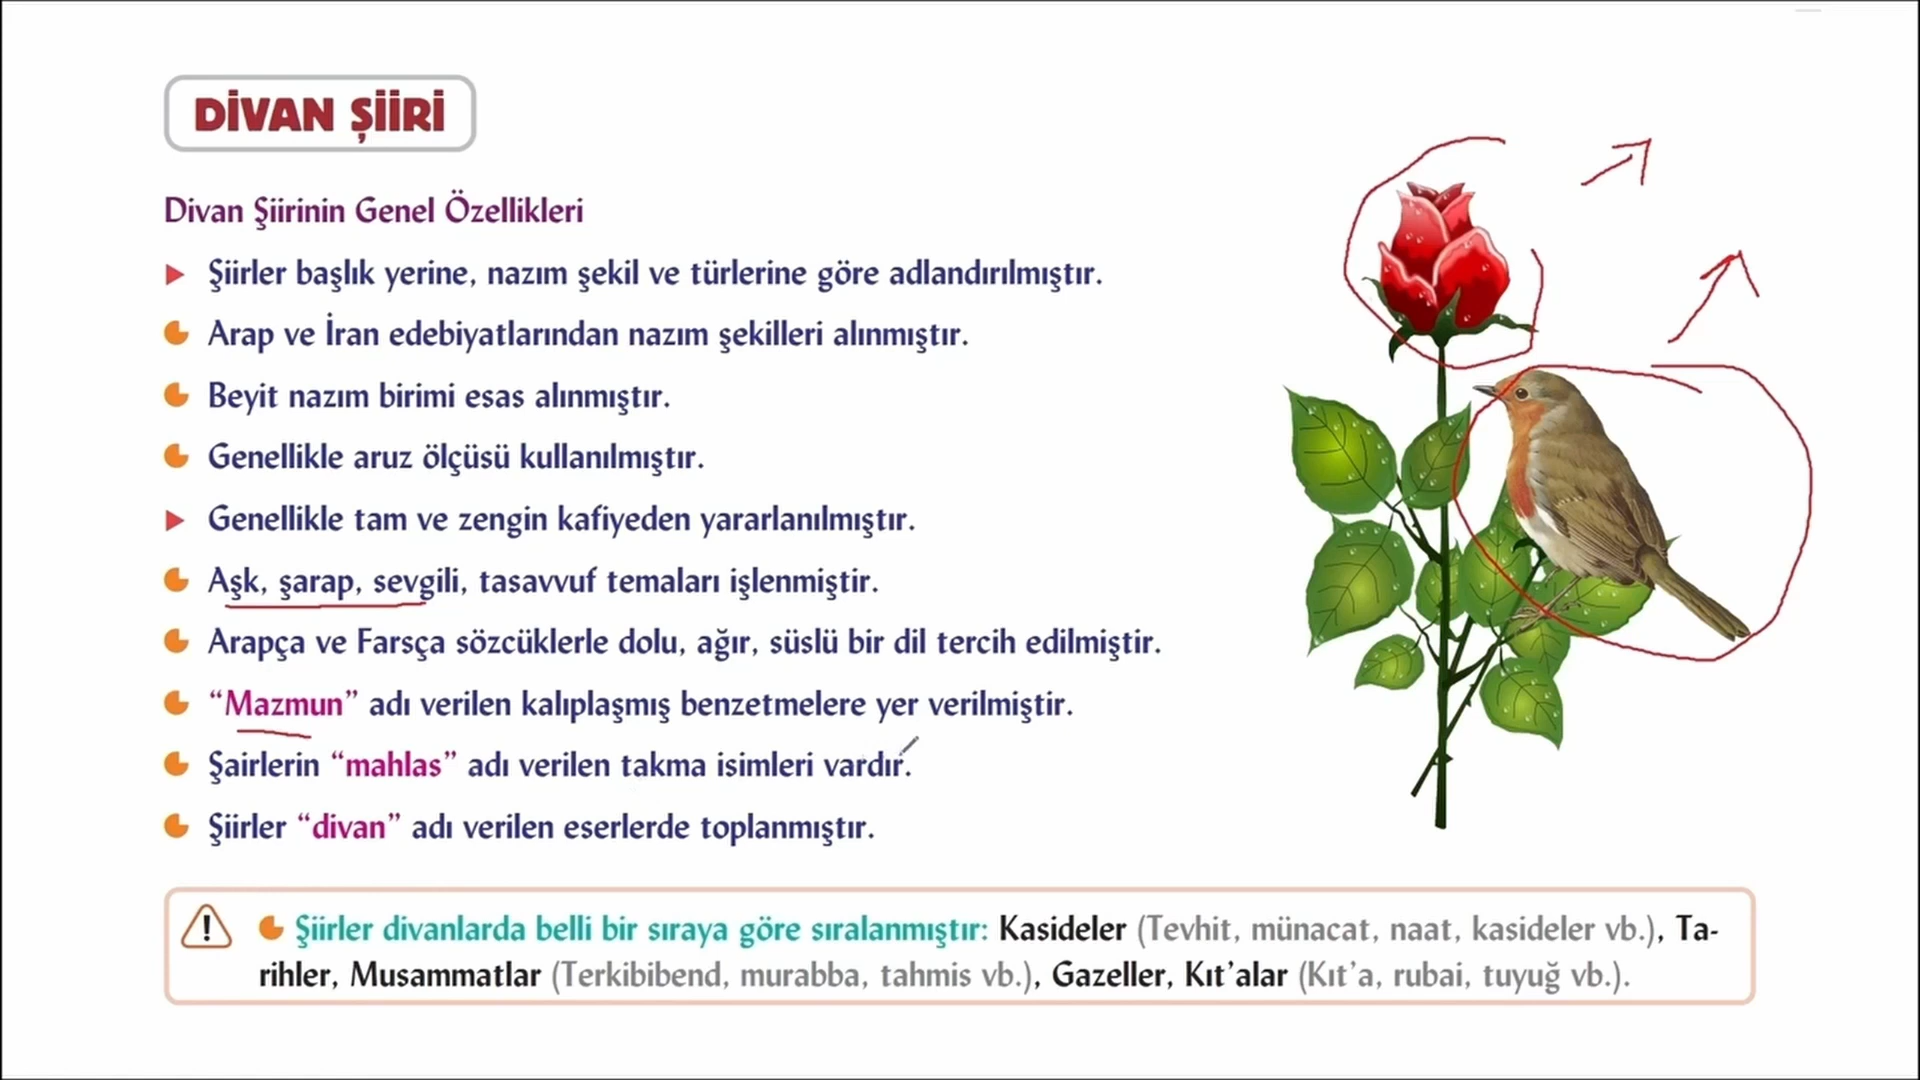 DİVAN ŞİİRİ
Divan Şiirinin Genel Özellikleri
Şiirler başlık yerine, nazım şekil ve türlerine göre adlandırılmıştır.
Arap ve İran edebiyatlarından nazım şekilleri alınmıştır.
Beyit nazım birimi esas alınmıştır.
Genellikle aruz ölçüsü kullanılmıştır.
Genellikle tam ve zengin kafiyeden yararlanılmıştır.
Aşk, şarap, sevgili, tasavvuf temaları işlenmiştir.
Arapça ve Farsça sözcüklerle dolu, ağır, süslü bir dil tercih edilmiştir.
“Mazmun” adı verilen kalıplaşmış benzetmelere yer verilmiştir.
Şairlerin “mahlas” adı verilen takma isimleri vardır.
Şiirler “divan” adı verilen eserlerde toplanmıştır.
Şiirler divanlarda belli bir sıraya göre sıralanmıştır: Kasideler (Tevhit, münacat, naat, kasideler vb.), Ta-
rihler, Musammatlar (Terkibibend, murabba, tahmis vb.), Gazeller, Kıt’alar (Kıt’a, rubai, tuyuğ vb.).